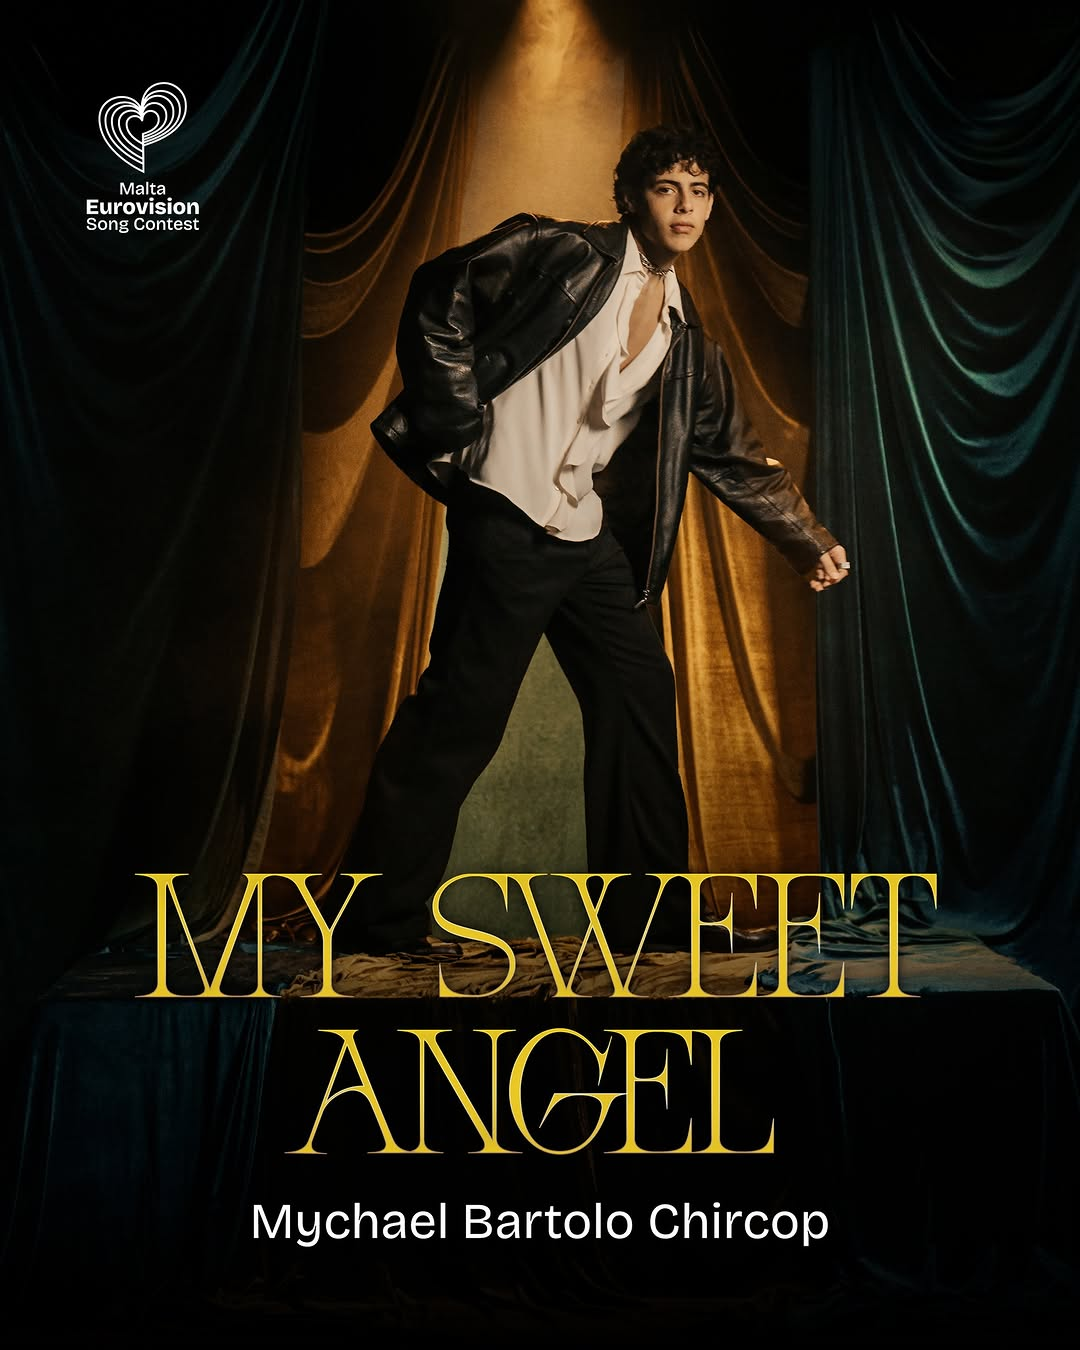 Malta
Eurovision
Song Contest
MY SWEET
ANGEL
Mychael Bartolo Chircop